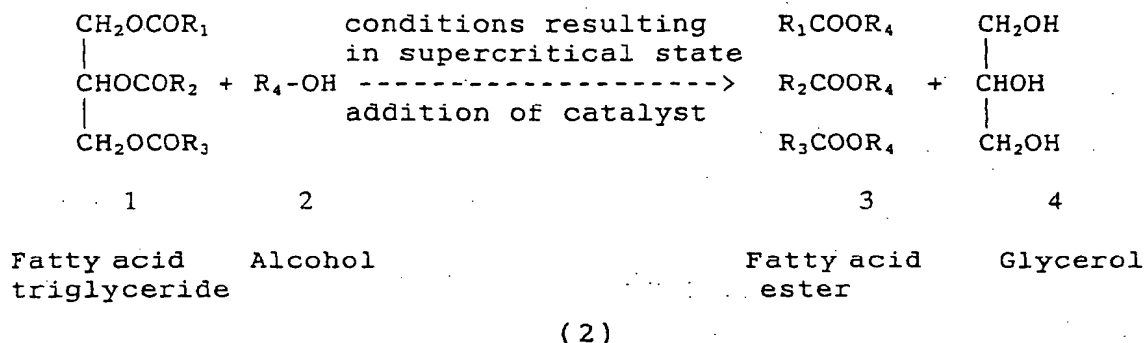 CH₂OCOR₁ conditions resulting R₁COOR₄ CH₂OH
| in supercritical state |
CHOCOR₂ + R₄-OH --------------------> R₂COOR₄ + CHOH
| addition of catalyst |
CH₂OCOR₃ R₃COOR₄ CH₂OH
1 2 3 4
Fatty acid Alcohol Fatty acid Glycerol
triglyceride ester
(2)